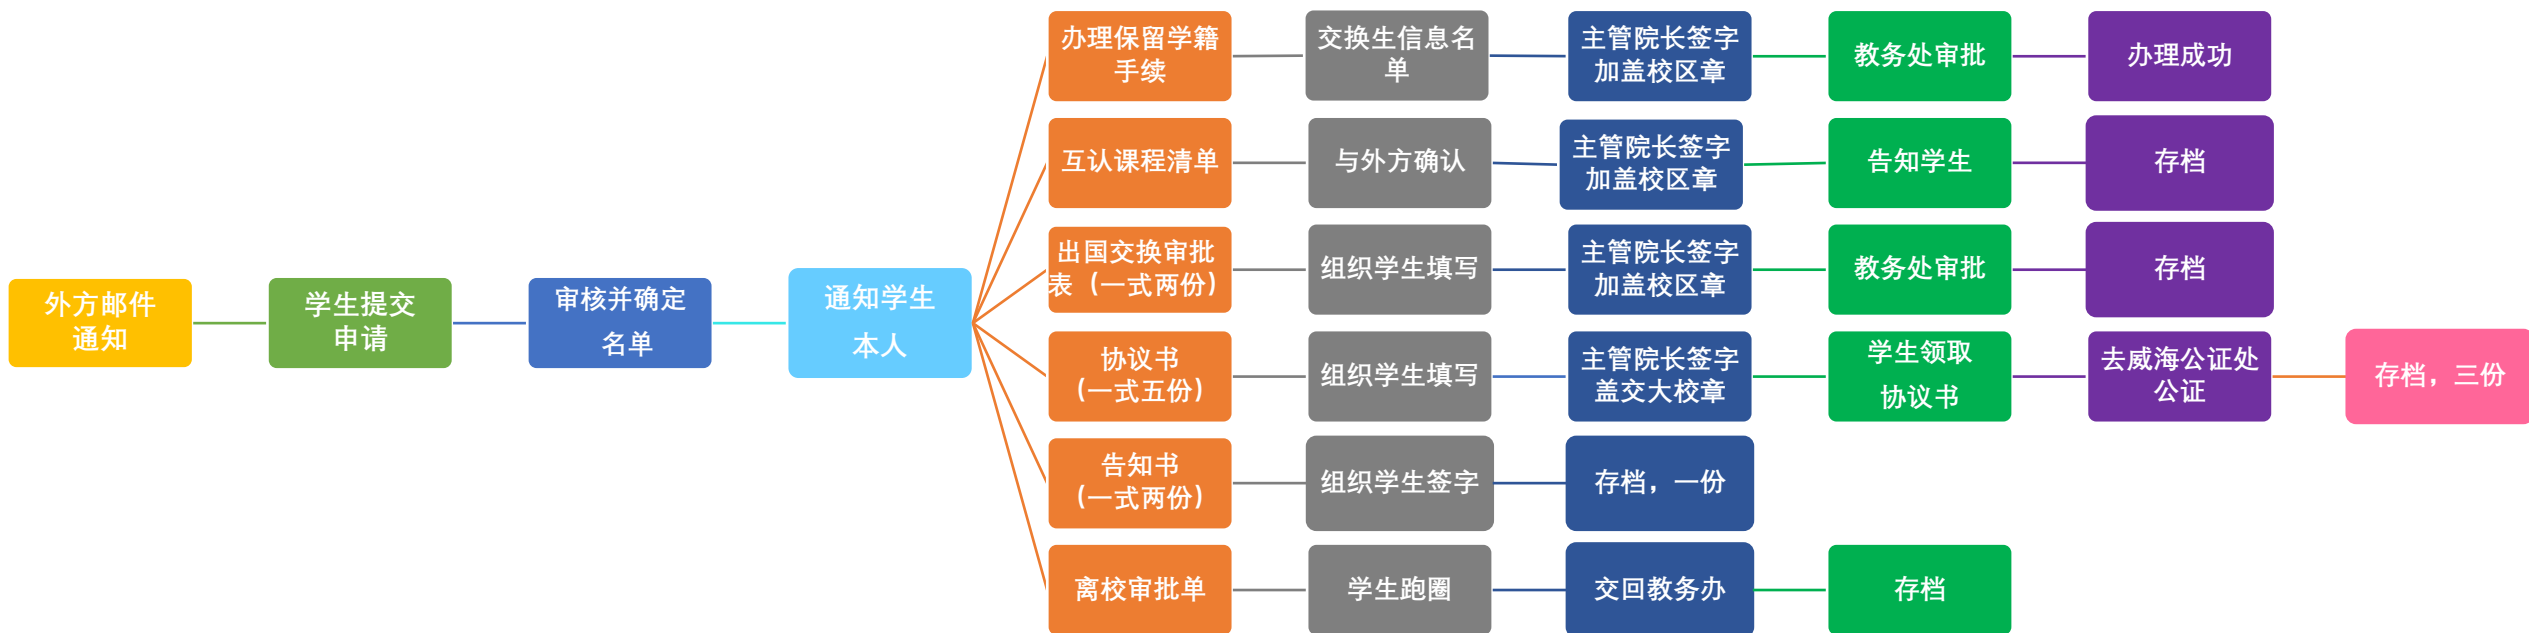 外方邮件
通知
学生提交
申请
审核并确定
名单
通知学生
本人
办理保留学籍
手续
交换生信息名
单
主管院长签字
加盖校区章
教务处审批
办理成功
互认课程清单
与外方确认
主管院长签字
加盖校区章
告知学生
存档
出国交换审批
表（一式两份）
组织学生填写
主管院长签字
加盖校区章
教务处审批
存档
协议书
（一式五份）
组织学生填写
主管院长签字
盖交大校章
学生领取
协议书
去威海公证处
公证
存档，三份
告知书
（一式两份）
组织学生签字
存档，一份
离校审批单
学生跑圈
交回教务办
存档